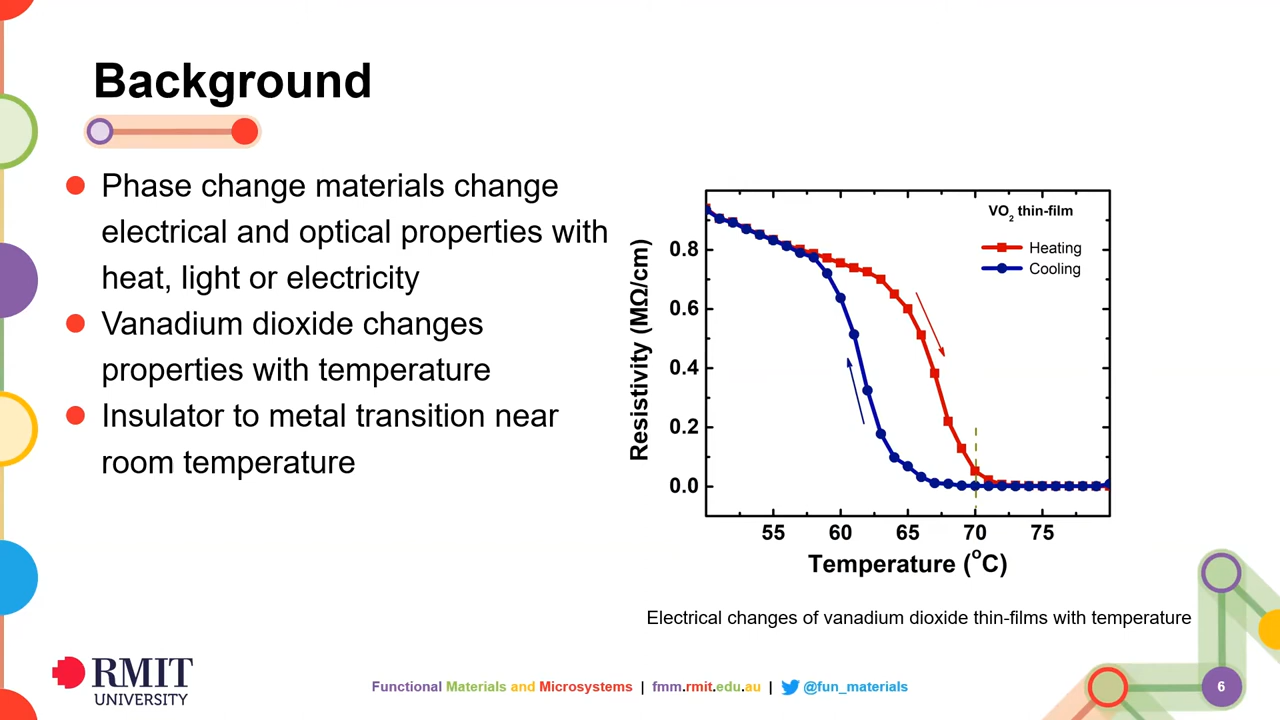 Background
Phase change materials change
electrical and optical properties with
heat, light or electricity
Vanadium dioxide changes
properties with temperature
Insulator to metal transition near
room temperature
VO2 thin-film
Heating
Cooling
Resistivity (MΩ/cm)
0.8
0.6
0.4
0.2
0.0
55 60 65 70 75
Temperature (oC)
Electrical changes of vanadium dioxide thin-films with temperature
RMIT
UNIVERSITY
Functional Materials and Microsystems | fmm.rmit.edu.au | @fun_materials
6